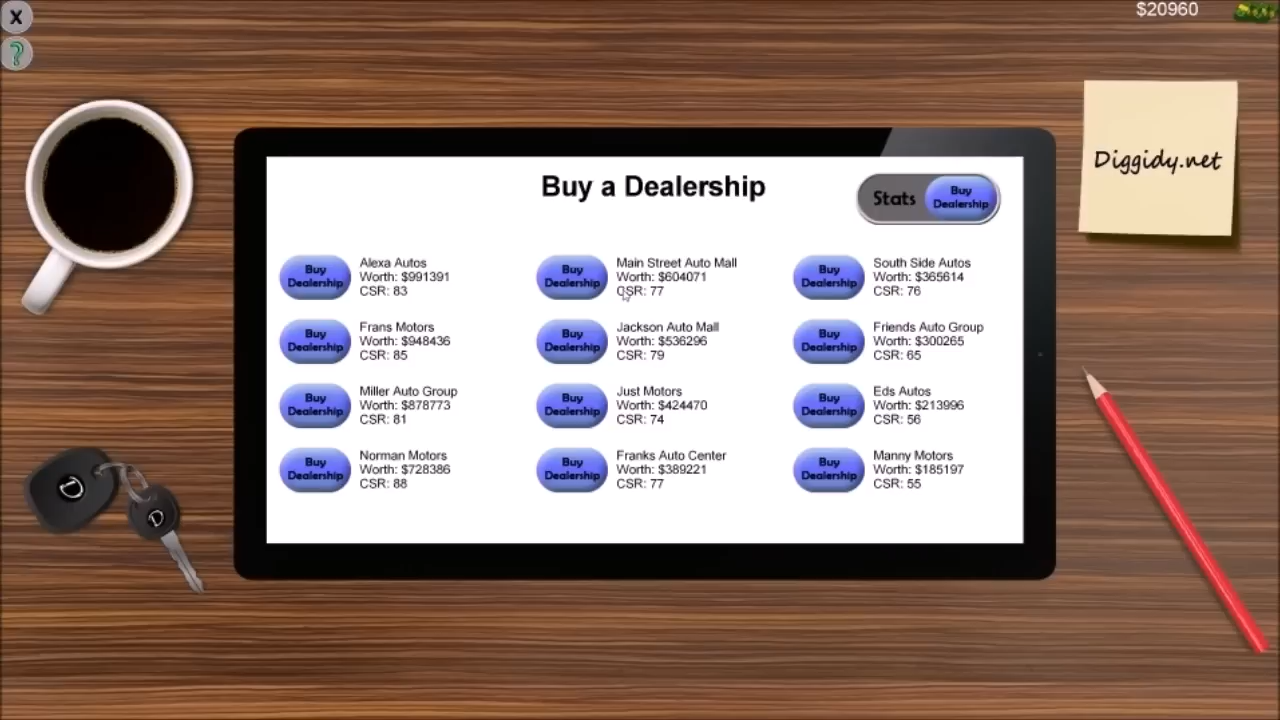 X
?
$20960
Diggidy.net
Buy a Dealership
Stats
Buy
Dealership
Buy
Dealership
Alexa Autos
Worth: $991391
CSR: 83
Buy
Dealership
Main Street Auto Mall
Worth: $604071
CSR: 77
Buy
Dealership
South Side Autos
Worth: $365614
CSR: 76
Buy
Dealership
Frans Motors
Worth: $948436
CSR: 85
Buy
Dealership
Jackson Auto Mall
Worth: $536296
CSR: 79
Buy
Dealership
Friends Auto Group
Worth: $300265
CSR: 65
Buy
Dealership
Miller Auto Group
Worth: $878773
CSR: 81
Buy
Dealership
Just Motors
Worth: $424470
CSR: 74
Buy
Dealership
Eds Autos
Worth: $213996
CSR: 56
Buy
Dealership
Norman Motors
Worth: $728386
CSR: 88
Buy
Dealership
Franks Auto Center
Worth: $389221
CSR: 77
Buy
Dealership
Manny Motors
Worth: $185197
CSR: 55
D
D